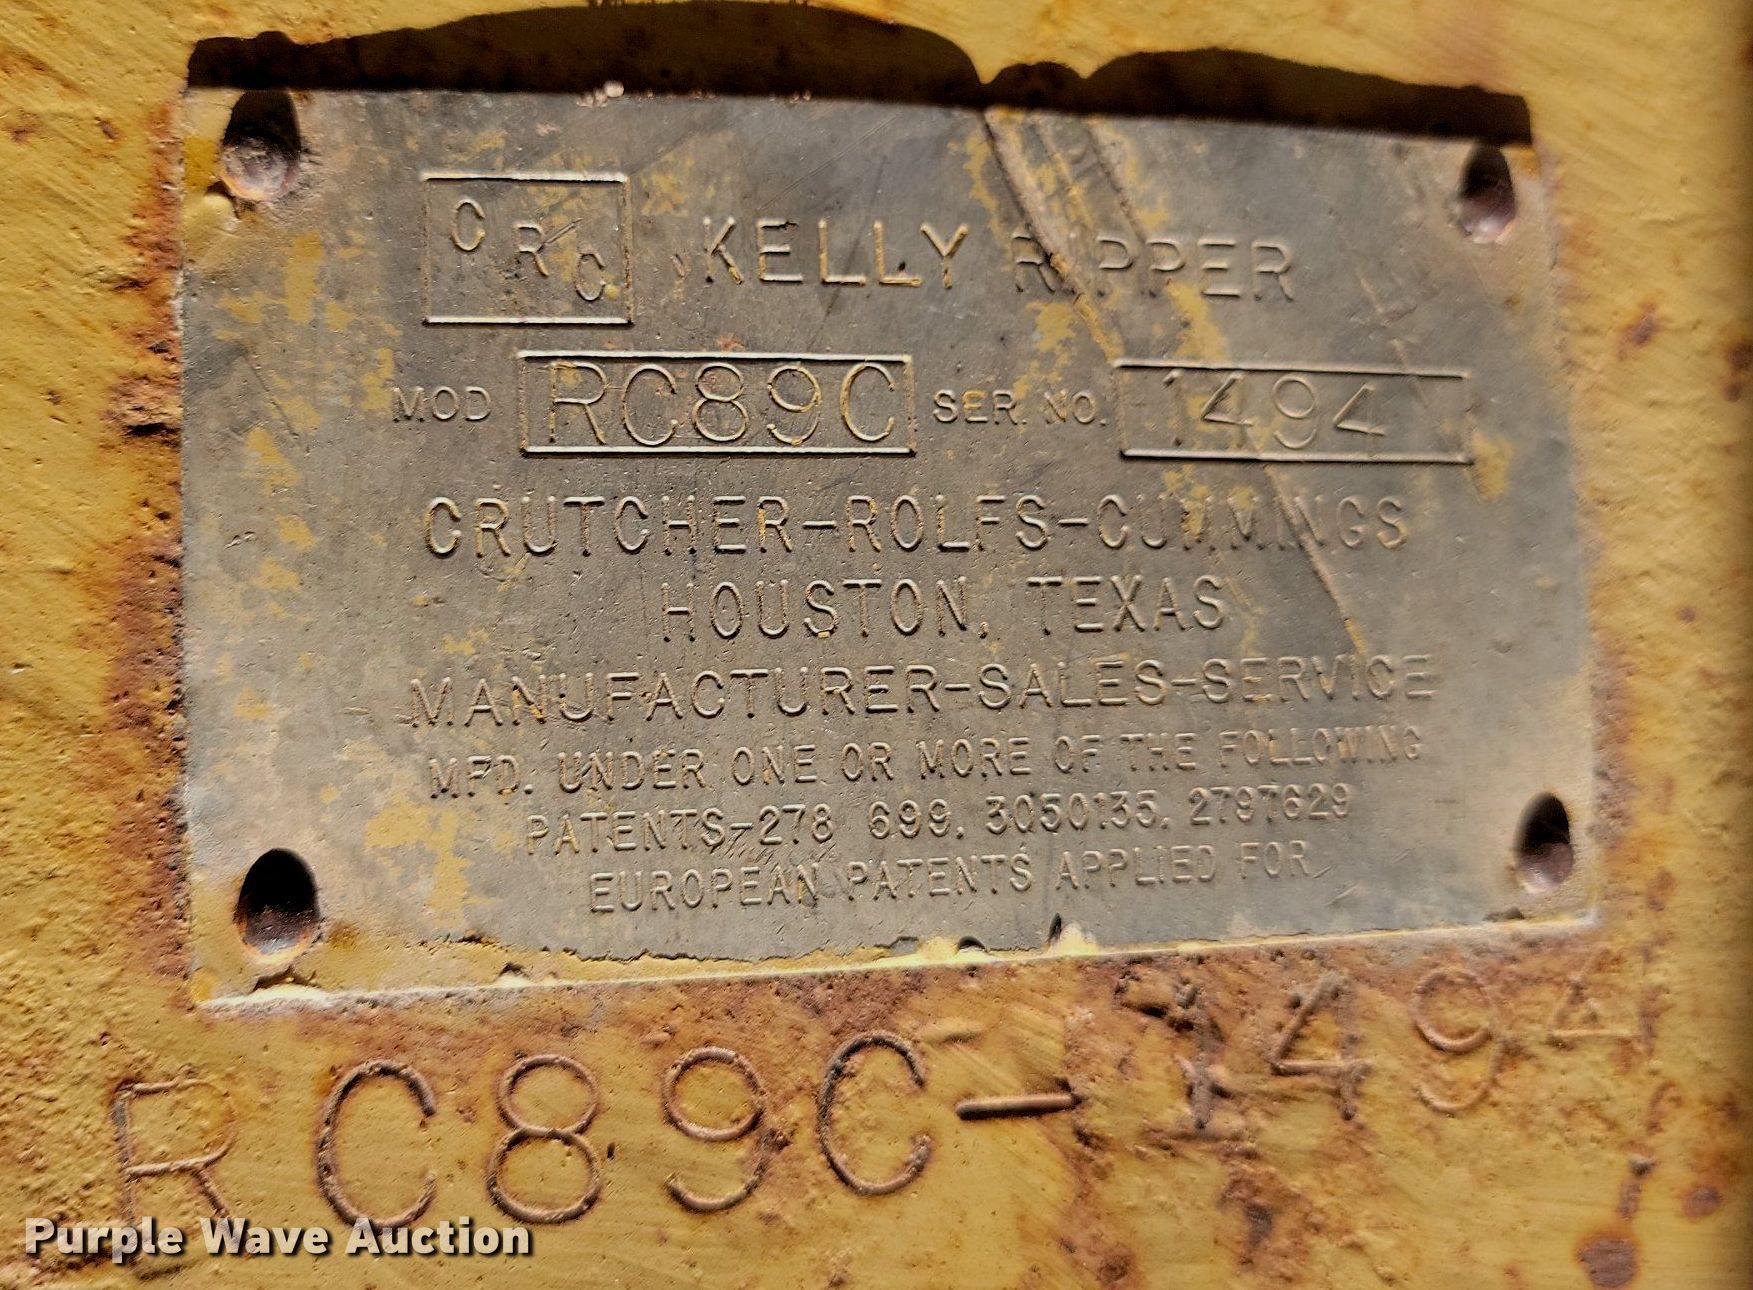 CRC KELLY RIPPER
MOD RC89C SER. NO. 1494
CRUTCHER-ROLFS-CUMMINGS
HOUSTON, TEXAS
MANUFACTURER-SALES-SERVICE
MFD. UNDER ONE OR MORE OF THE FOLLOWING
PATENTS-278 699, 3050135, 2797629
EUROPEAN PATENTS APPLIED FOR
RC89C-1494
Purple Wave Auction